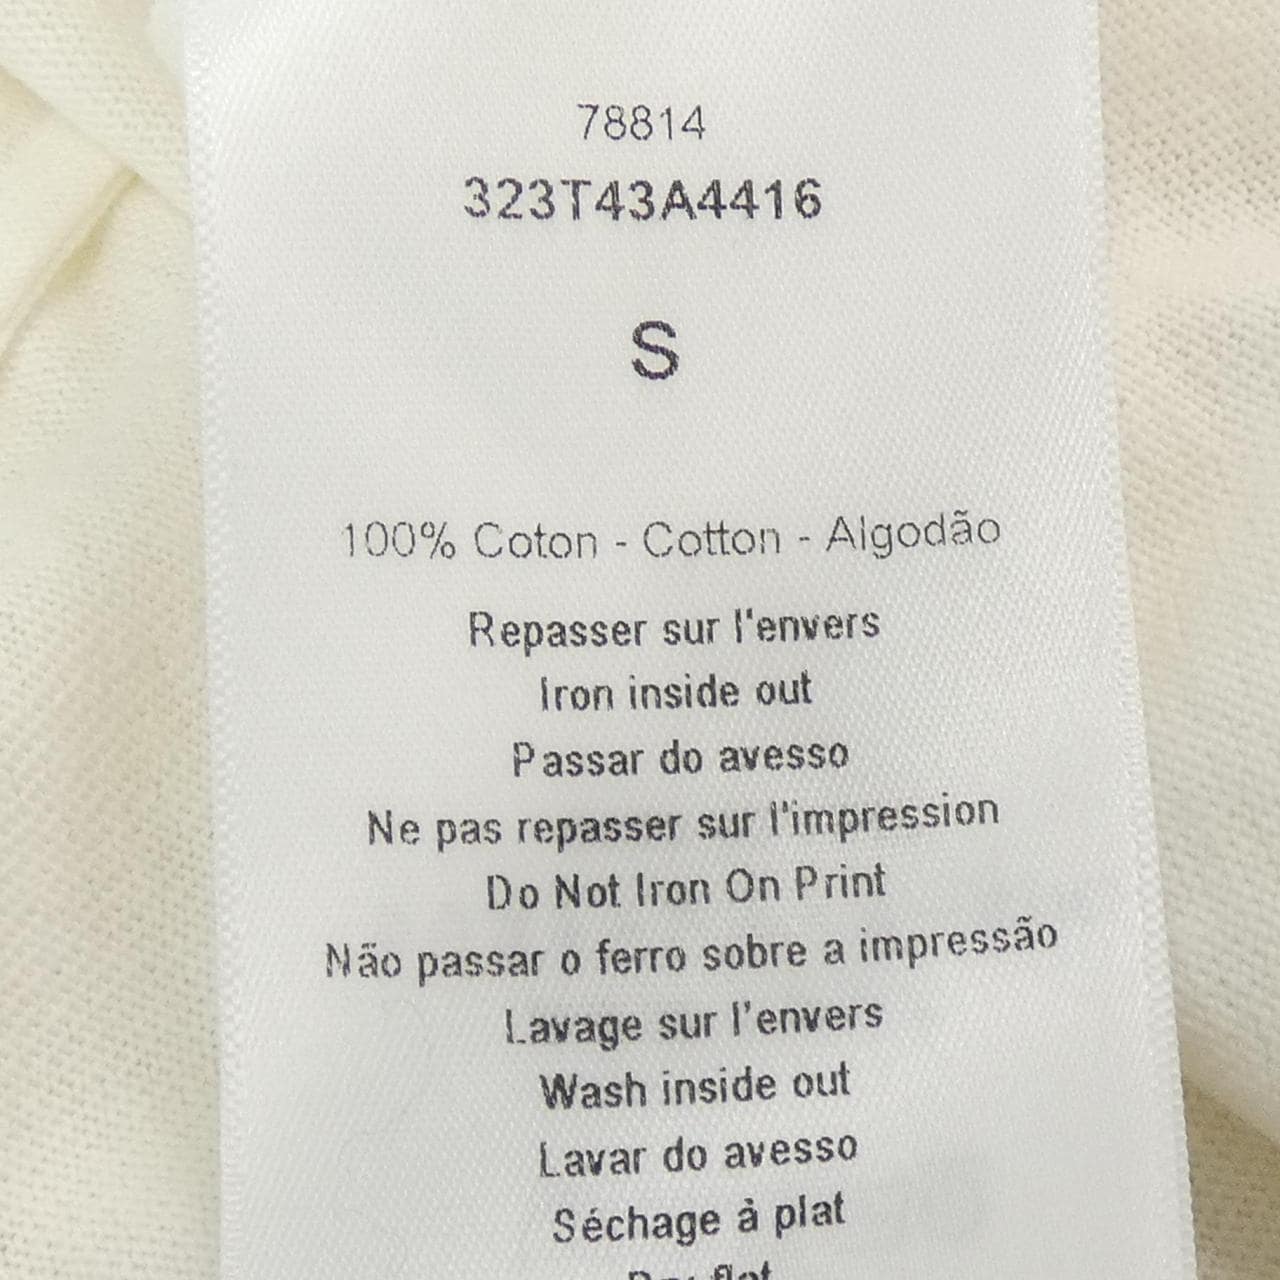 78814
323T43A4416
S
100% Coton - Cotton - Algodão
Repasser sur l'envers
Iron inside out
Passar do avesso
Ne pas repasser sur l'impression
Do Not Iron On Print
Não passar o ferro sobre a impressão
Lavage sur l'envers
Wash inside out
Lavar do avesso
Séchage à plat
Dry flat